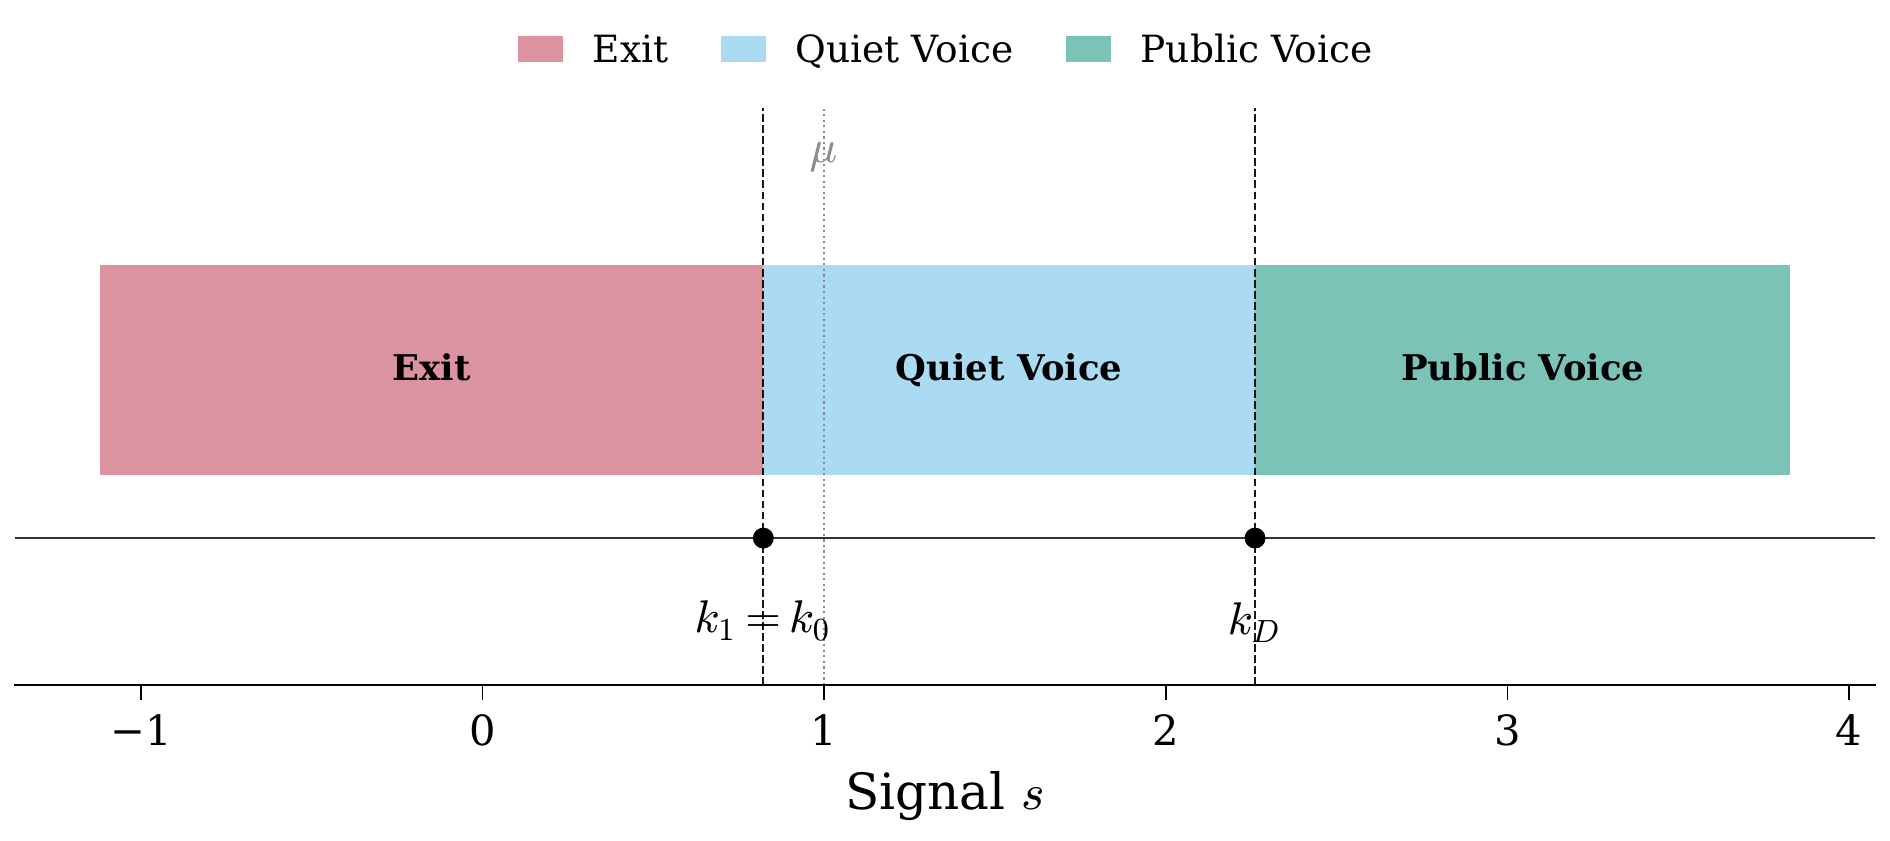 Exit Quiet Voice Public Voice
μ
Exit Quiet Voice Public Voice
k₁ = k₀ k_D
−1 0 1 2 3 4
Signal s